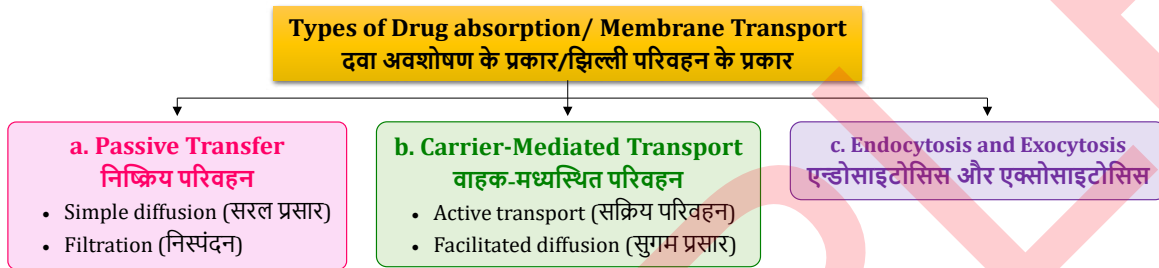 Types of Drug absorption/ Membrane Transport
दवा अवशोषण के प्रकार/झिल्ली परिवहन के प्रकार
a. Passive Transfer
निष्क्रिय परिवहन
• Simple diffusion (सरल प्रसार)
• Filtration (निस्पंदन)
b. Carrier-Mediated Transport
वाहक-मध्यस्थित परिवहन
• Active transport (सक्रिय परिवहन)
• Facilitated diffusion (सुगम प्रसार)
c. Endocytosis and Exocytosis
एन्डोसाइटोसिस और एक्सोसाइटोसिस